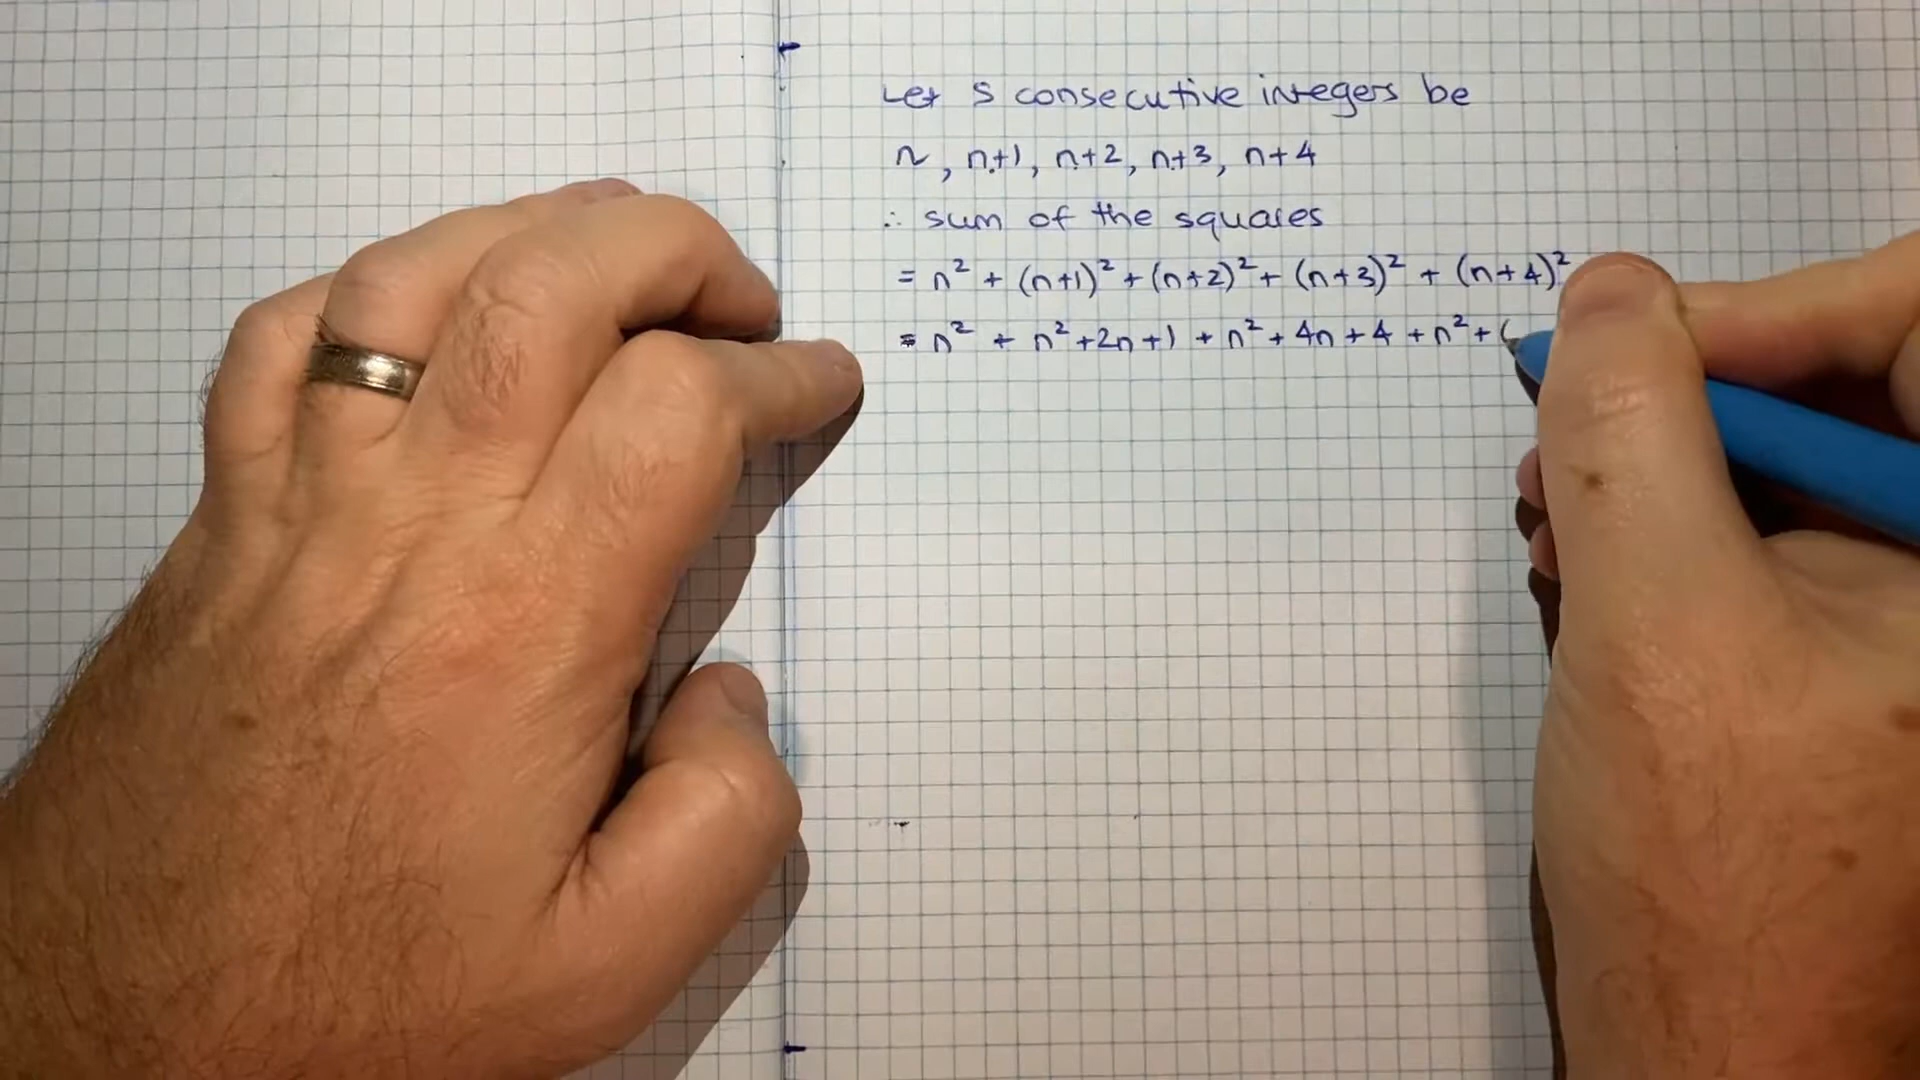 Let 5 consecutive integers be
n, n+1, n+2, n+3, n+4
∴ sum of the squares
= n² + (n+1)² + (n+2)² + (n+3)² + (n+4)²
= n² + n² +2n +1 + n² + 4n + 4 + n² +